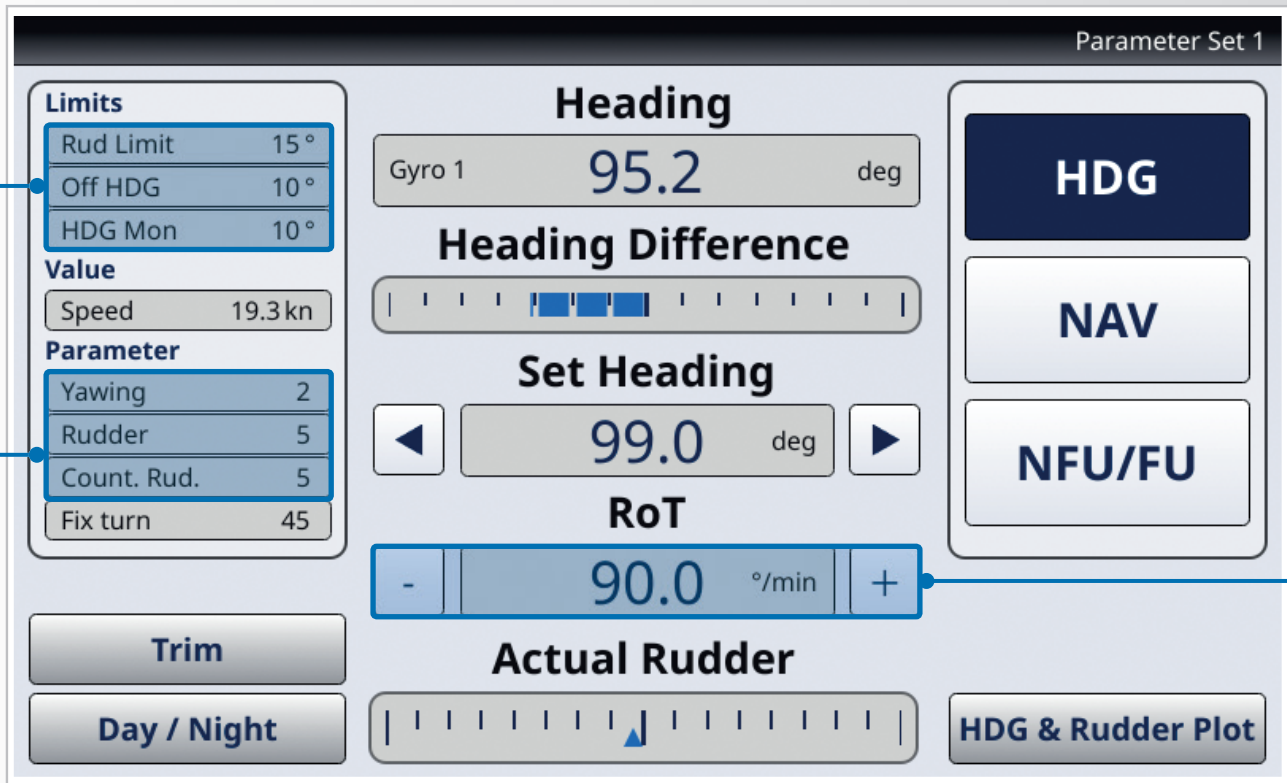 Parameter Set 1
Limits
Rud Limit 15 °
Off HDG 10 °
HDG Mon 10 °
Value
Speed 19.3 kn
Parameter
Yawing 2
Rudder 5
Count. Rud. 5
Fix turn 45
Trim
Day / Night
Heading
Gyro 1 95.2 deg
Heading Difference
Set Heading
99.0 deg
RoT
- 90.0 °/min +
Actual Rudder
HDG
NAV
NFU/FU
HDG & Rudder Plot